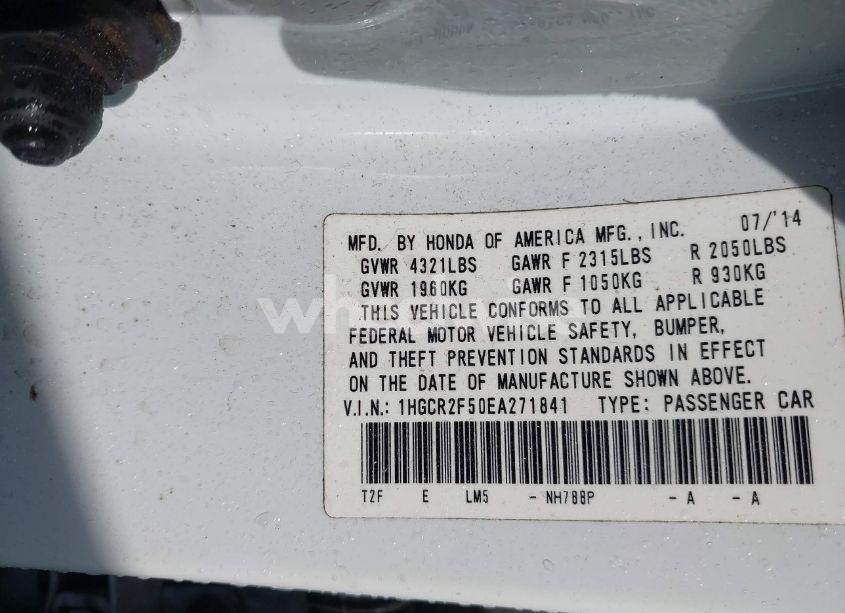 MFD. BY HONDA OF AMERICA MFG., INC. 07/'14
GVWR 4321LBS GAWR F 2315LBS R 2050LBS
GVWR 1960KG GAWR F 1050KG R 930KG
THIS VEHICLE CONFORMS TO ALL APPLICABLE
FEDERAL MOTOR VEHICLE SAFETY, BUMPER,
AND THEFT PREVENTION STANDARDS IN EFFECT
ON THE DATE OF MANUFACTURE SHOWN ABOVE.
V.I.N.: 1HGCR2F50EA271841 TYPE: PASSENGER CAR
T2F E LM5 - NH788P - A - A